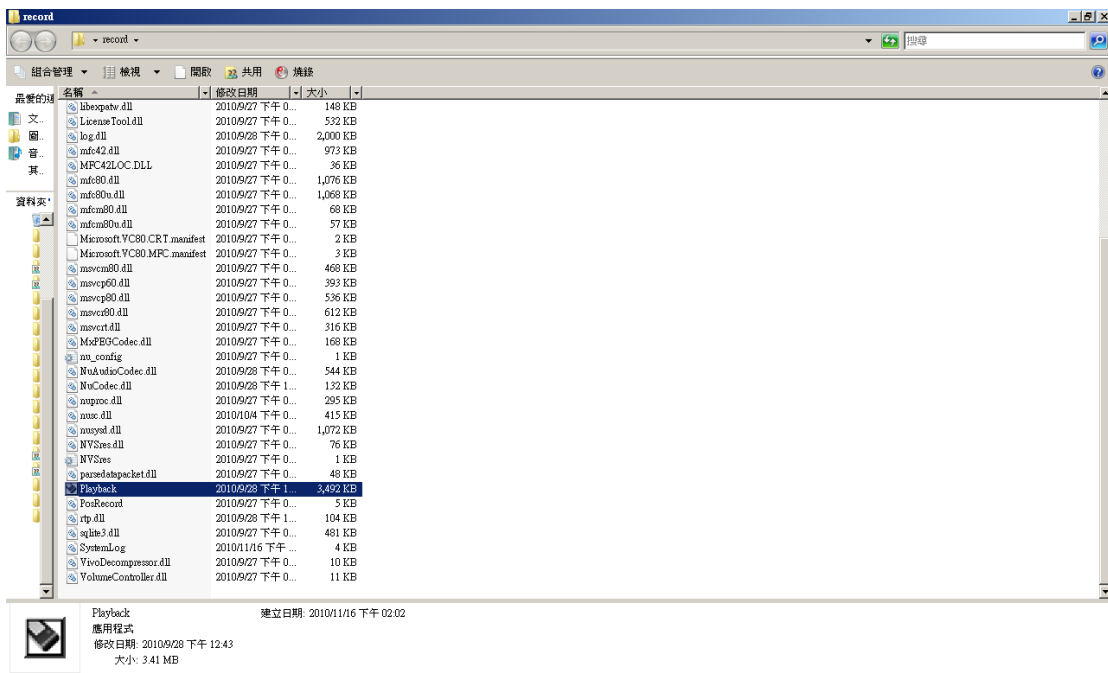 record
record
搜尋
組合管理 檢視 開啟 共用 燒錄
最愛的連
文..
圖..
音..
其..
資料夾
名稱 修改日期 大小
libexpatw.dll 2010/9/27 下午 0... 148 KB
LicenseTool.dll 2010/9/27 下午 0... 532 KB
log.dll 2010/9/28 下午 0... 2,000 KB
mfc42.dll 2010/9/27 下午 0... 973 KB
MFC42LOC.DLL 2010/9/27 下午 0... 36 KB
mfc80.dll 2010/9/27 下午 0... 1,076 KB
mfc80u.dll 2010/9/27 下午 0... 1,068 KB
mfcm80.dll 2010/9/27 下午 0... 68 KB
mfcm80u.dll 2010/9/27 下午 0... 57 KB
Microsoft.VC80.CRT.manifest 2010/9/27 下午 0... 2 KB
Microsoft.VC80.MFC.manifest 2010/9/27 下午 0... 3 KB
msvcm80.dll 2010/9/27 下午 0... 468 KB
msvcp60.dll 2010/9/27 下午 0... 393 KB
msvcp80.dll 2010/9/27 下午 0... 536 KB
msvcr80.dll 2010/9/27 下午 0... 612 KB
msvcrt.dll 2010/9/27 下午 0... 316 KB
MxPEGCodec.dll 2010/9/27 下午 0... 168 KB
nu_config 2010/9/27 下午 0... 1 KB
NuAudioCodec.dll 2010/9/28 下午 0... 544 KB
NuCodec.dll 2010/9/28 下午 1... 132 KB
nuproc.dll 2010/9/27 下午 0... 295 KB
nusc.dll 2010/10/4 下午 0... 415 KB
nusysd.dll 2010/9/27 下午 0... 1,072 KB
NVSres.dll 2010/9/27 下午 0... 76 KB
NVSres 2010/9/27 下午 0... 1 KB
parsedatapacket.dll 2010/9/27 下午 0... 48 KB
Playback 2010/9/28 下午 1... 3,492 KB
PosRecord 2010/9/27 下午 0... 5 KB
rtp.dll 2010/9/28 下午 1... 104 KB
sqlite3.dll 2010/9/27 下午 0... 481 KB
SystemLog 2010/11/16 下午 ... 4 KB
VivoDecompressor.dll 2010/9/27 下午 0... 10 KB
VolumeController.dll 2010/9/27 下午 0... 11 KB
Playback 建立日期: 2010/11/16 下午 02:02
應用程式
修改日期: 2010/9/28 下午 12:43
大小: 3.41 MB